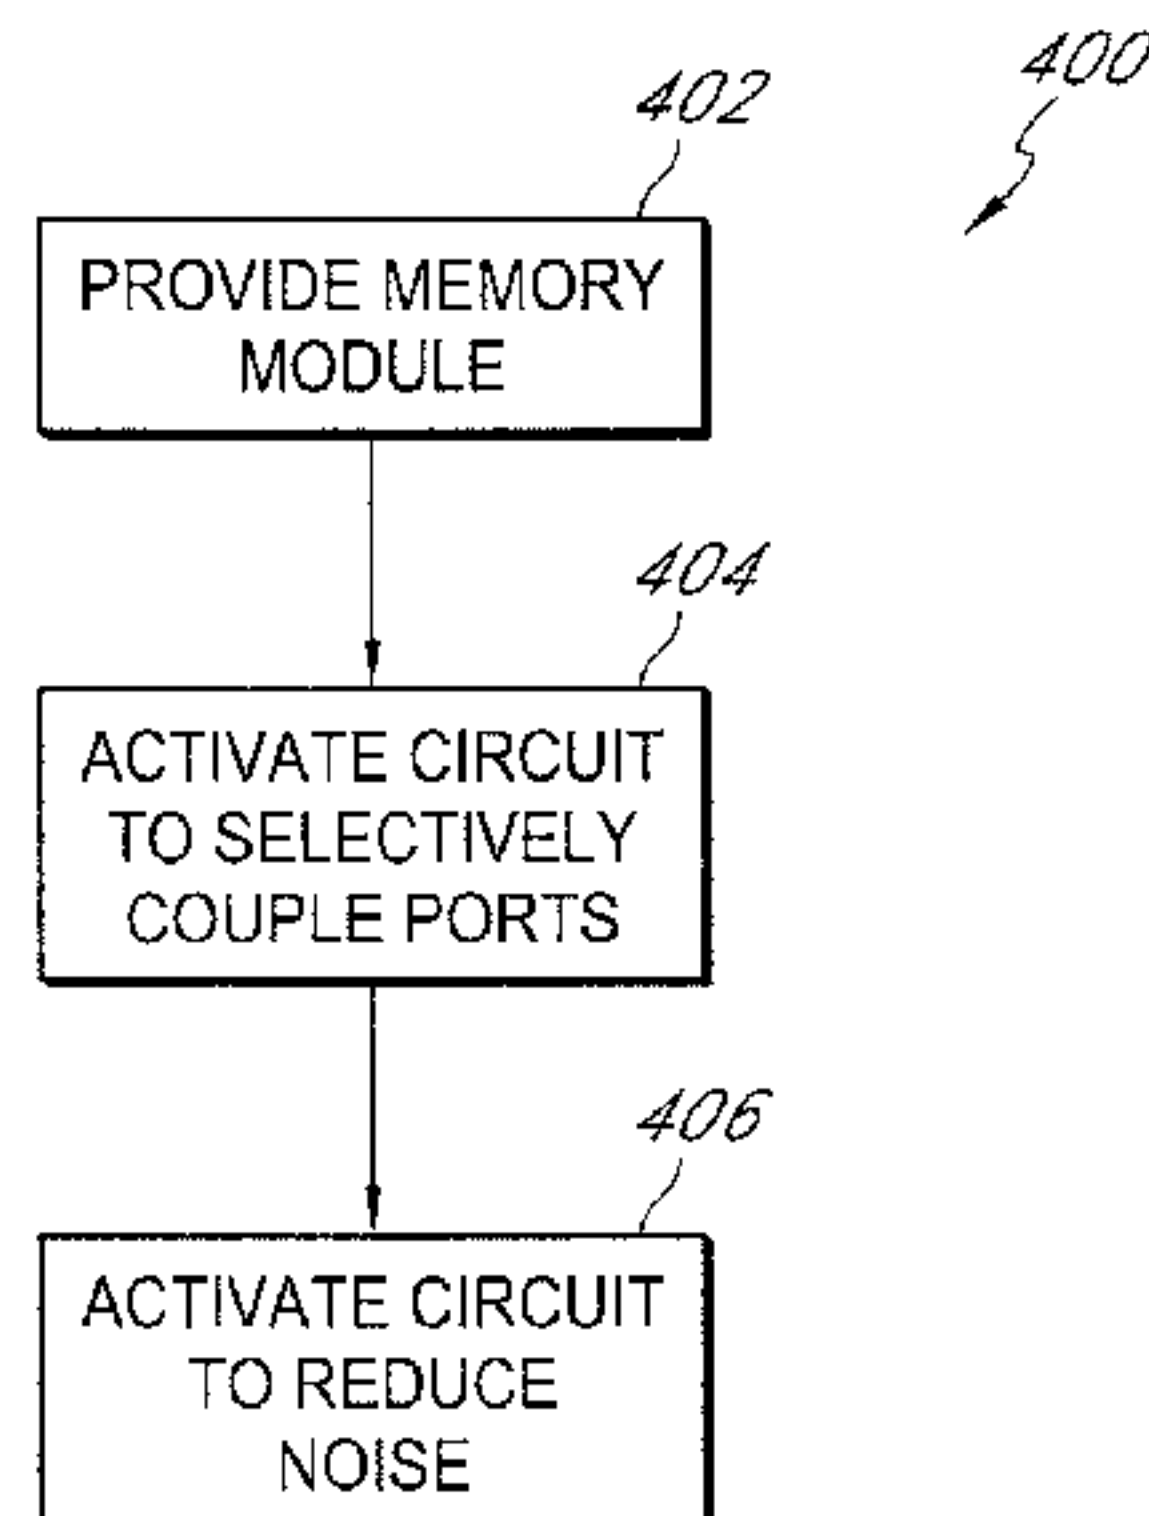 400
402
PROVIDE MEMORY
MODULE
404
ACTIVATE CIRCUIT
TO SELECTIVELY
COUPLE PORTS
406
ACTIVATE CIRCUIT
TO REDUCE
NOISE